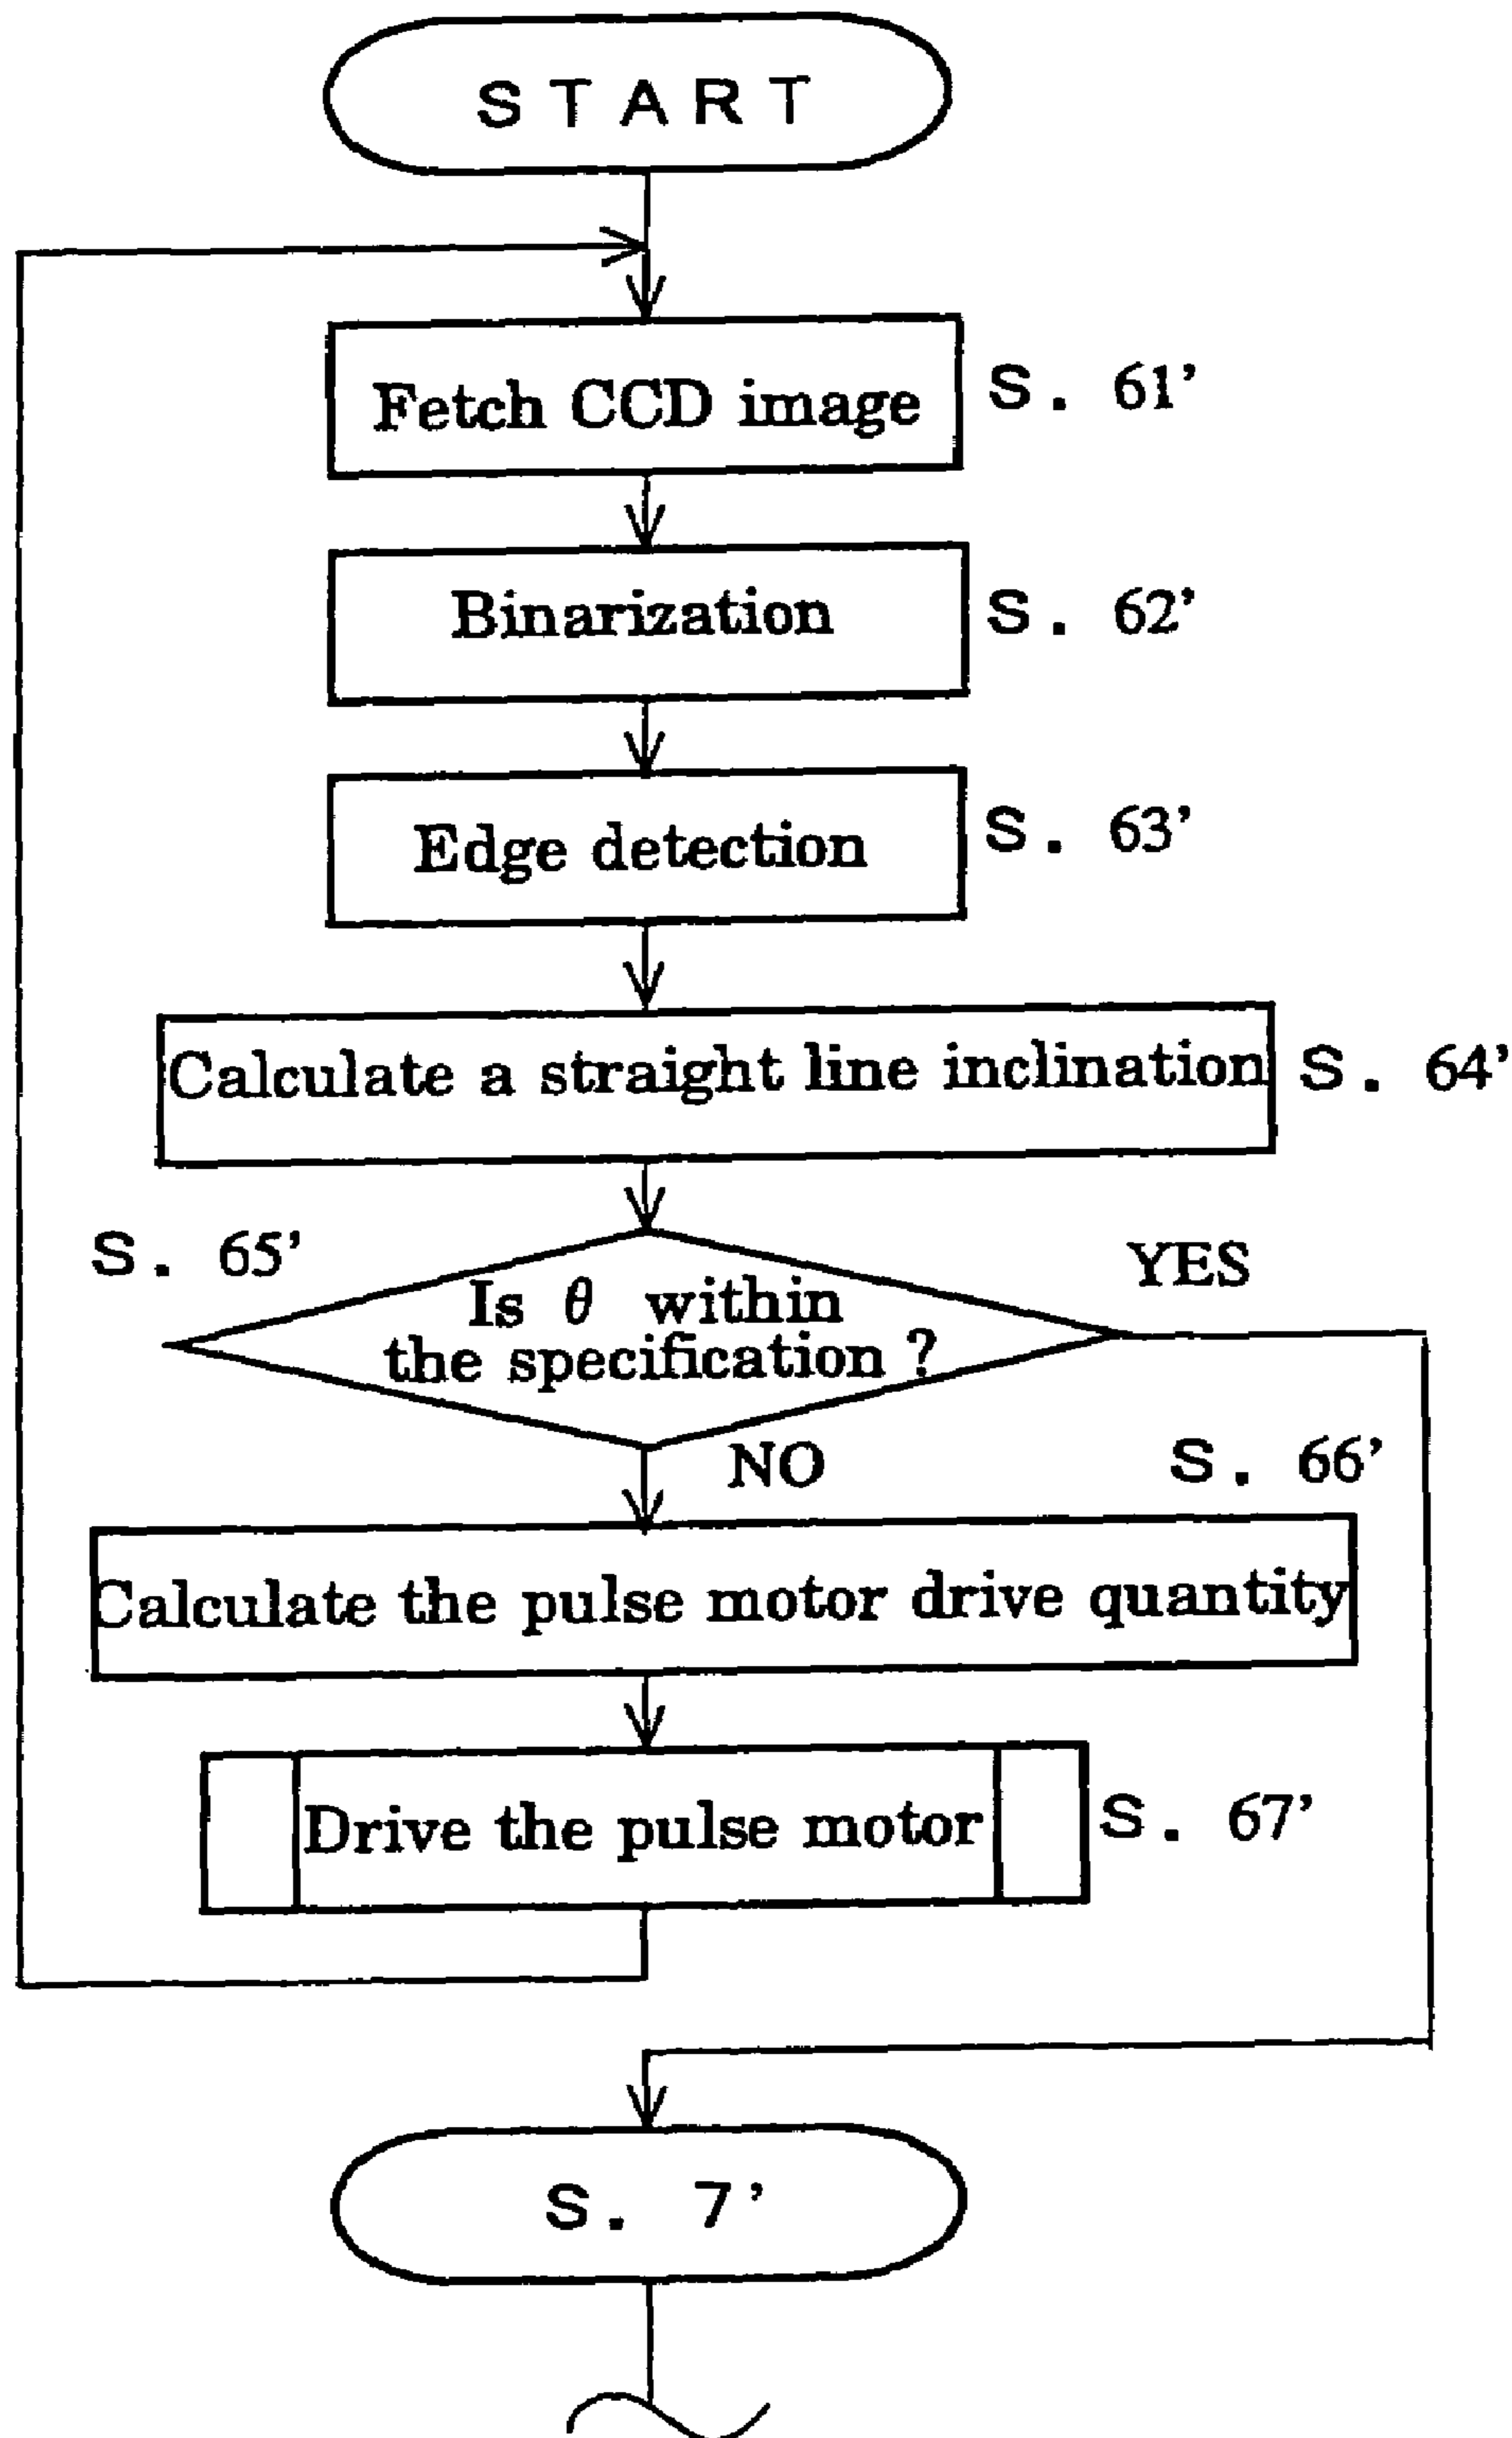 START
Fetch CCD image
S. 61'
Binarization
S. 62'
Edge detection
S. 63'
Calculate a straight line inclination
S. 64'
S. 65'
Is θ within
the specification ?
YES
NO
S. 66'
Calculate the pulse motor drive quantity
Drive the pulse motor
S. 67'
S. 7'